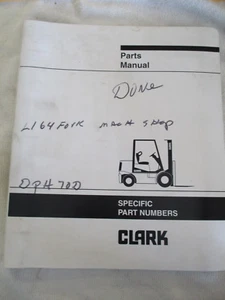 Parts
Manual
Done
L164 Fork mach shop
DPH 70D
SPECIFIC
PART NUMBERS
CLARK